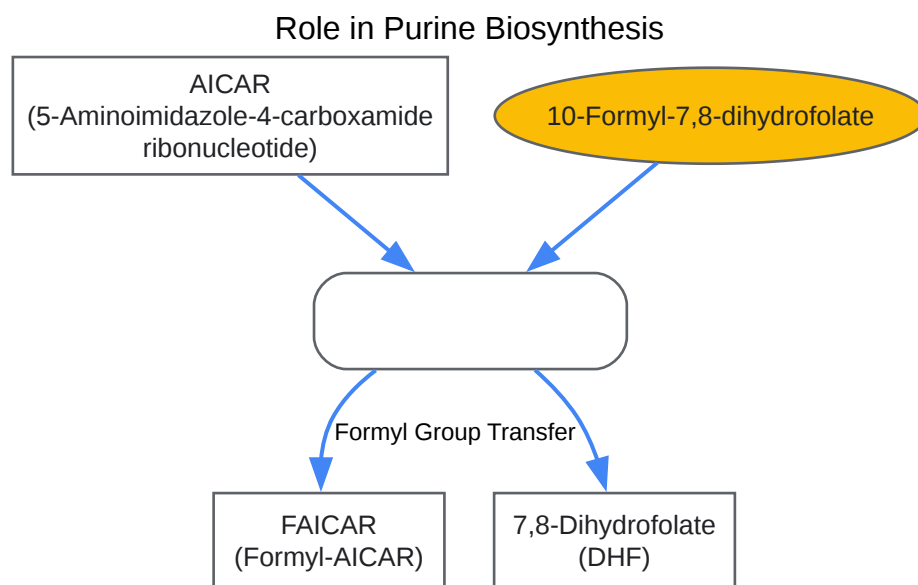 Role in Purine Biosynthesis
AICAR
(5-Aminoimidazole-4-carboxamide
ribonucleotide)
10-Formyl-7,8-dihydrofolate
Formyl Group Transfer
FAICAR
(Formyl-AICAR)
7,8-Dihydrofolate
(DHF)